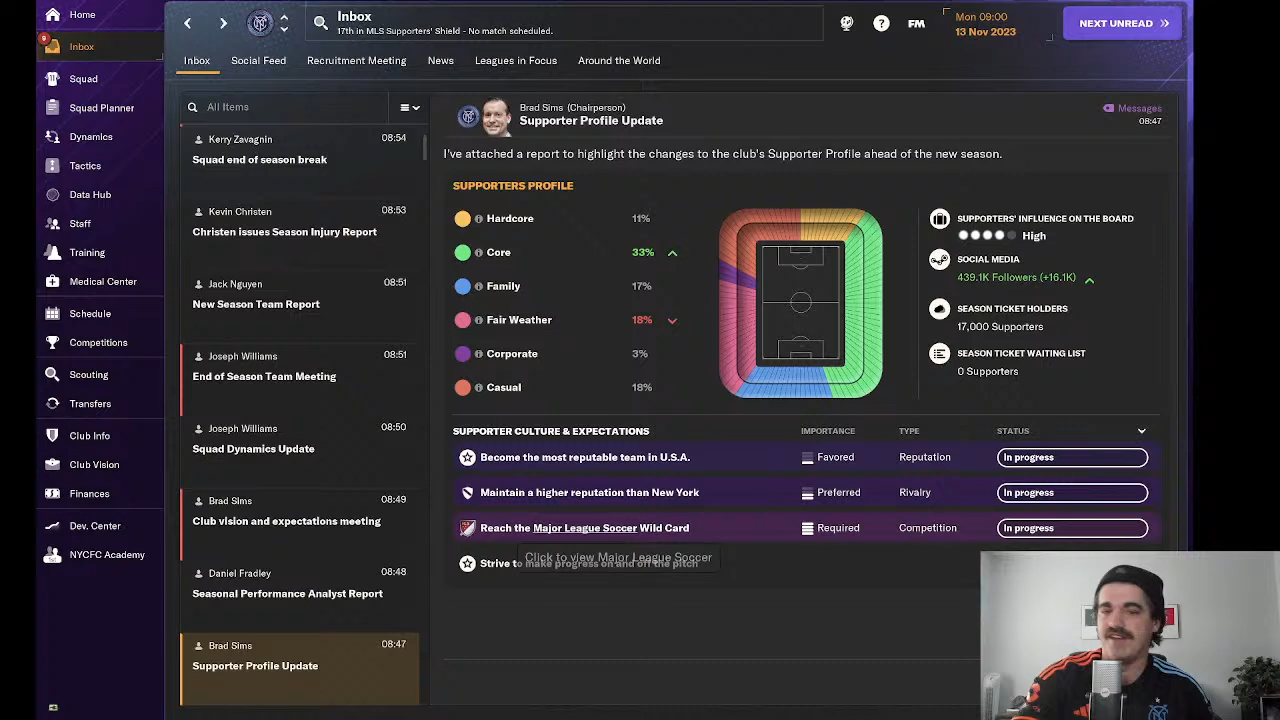 Home
9
Inbox
Squad
Squad Planner
Dynamics
Tactics
Data Hub
Staff
Training
Medical Center
Schedule
Competitions
Scouting
Transfers
Club Info
Club Vision
Finances
Dev. Center
NYCFC Academy
Inbox
17th in MLS Supporters' Shield - No match scheduled.
?
FM
Mon 09:00
13 Nov 2023
NEXT UNREAD
Inbox
Social Feed
Recruitment Meeting
News
Leagues in Focus
Around the World
All Items
Kerry Zavagnin 08:54
Squad end of season break
Kevin Christen 08:53
Christen issues Season Injury Report
Jack Nguyen 08:51
New Season Team Report
Joseph Williams 08:51
End of Season Team Meeting
Joseph Williams 08:50
Squad Dynamics Update
Brad Sims 08:49
Club vision and expectations meeting
Daniel Fradley 08:48
Seasonal Performance Analyst Report
Brad Sims 08:47
Supporter Profile Update
Brad Sims (Chairperson)
Supporter Profile Update
Messages
08:47
I've attached a report to highlight the changes to the club's Supporter Profile ahead of the new season.
SUPPORTERS PROFILE
Hardcore 11%
Core 33%
Family 17%
Fair Weather 18%
Corporate 3%
Casual 18%
SUPPORTERS' INFLUENCE ON THE BOARD
High
SOCIAL MEDIA
439.1K Followers (+16.1K)
SEASON TICKET HOLDERS
17,000 Supporters
SEASON TICKET WAITING LIST
0 Supporters
SUPPORTER CULTURE & EXPECTATIONS IMPORTANCE TYPE STATUS
Become the most reputable team in U.S.A. Favored Reputation In progress
Maintain a higher reputation than New York Preferred Rivalry In progress
Reach the Major League Soccer Wild Card Required Competition In progress
Click to view Major League Soccer
Strive to make progress on and off the pitch